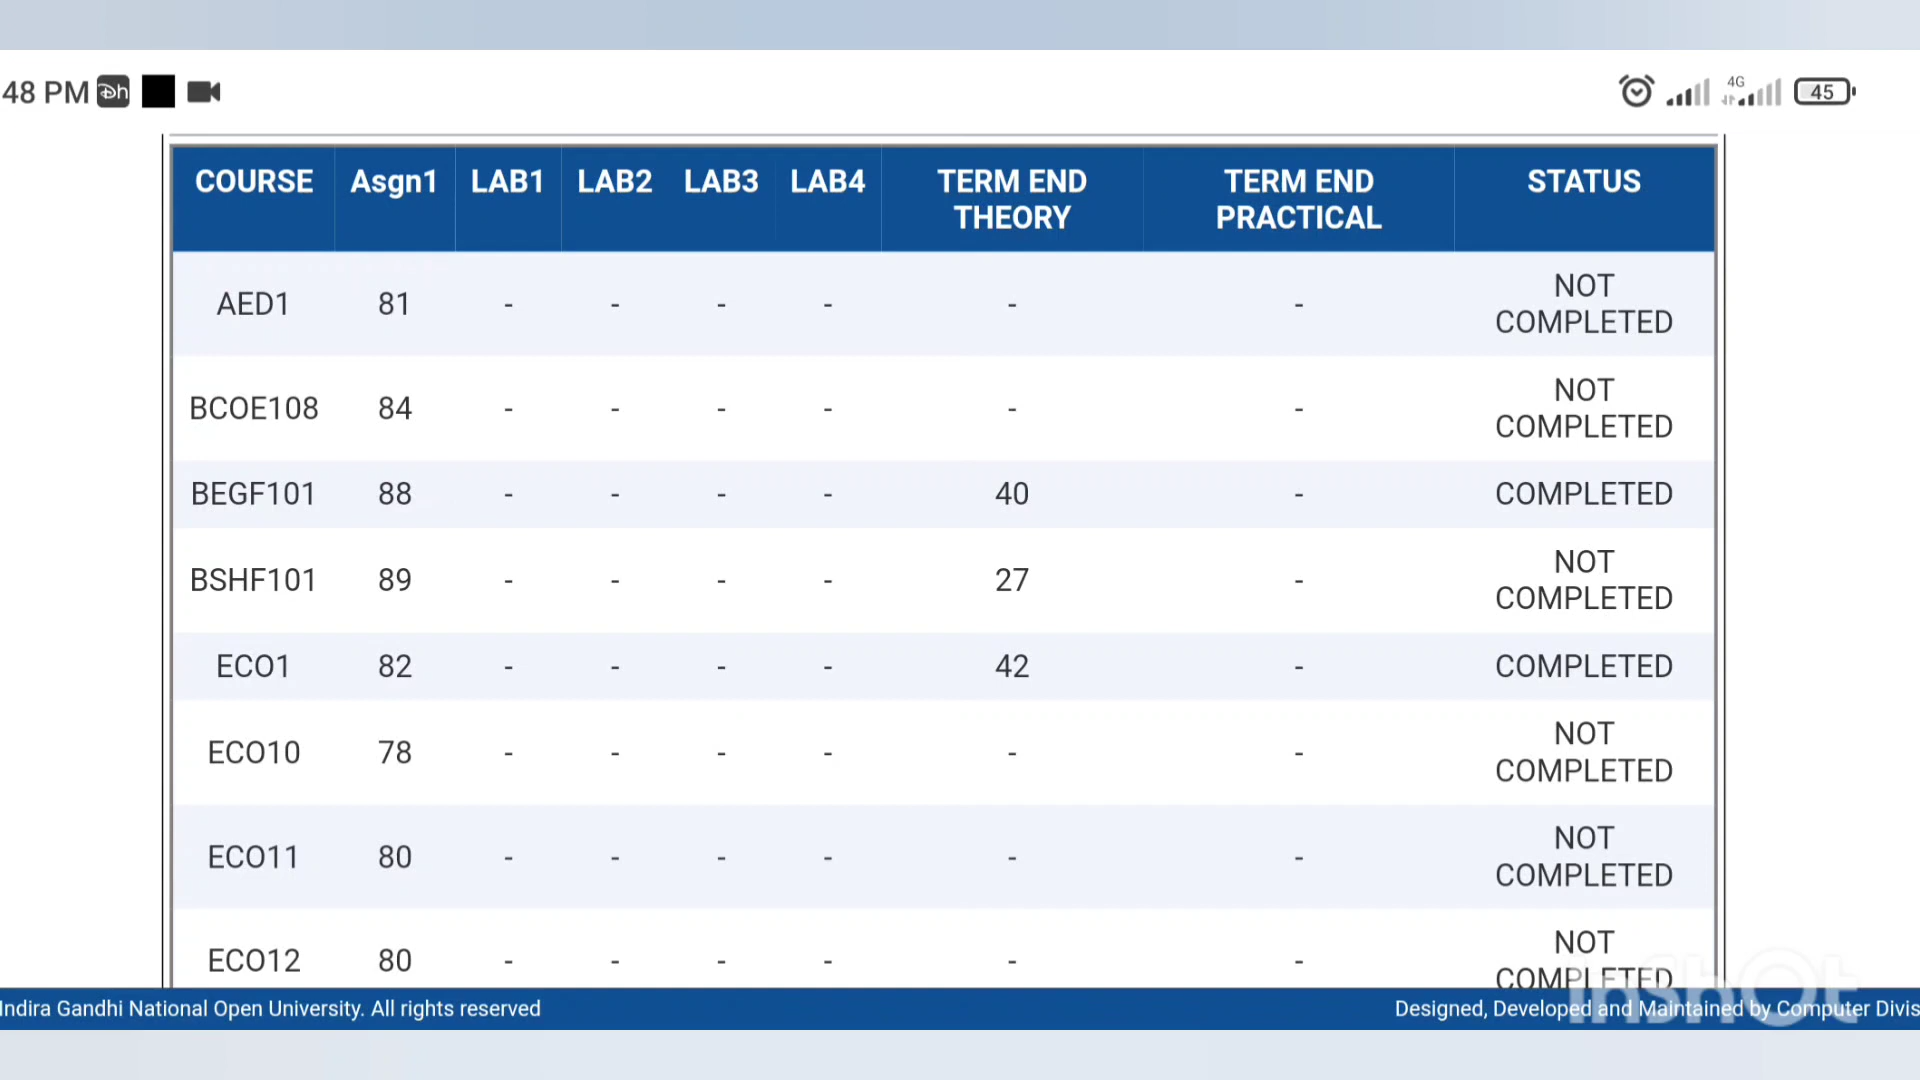 48 PM
4G
45
COURSE Asgn1 LAB1 LAB2 LAB3 LAB4 TERM END THEORY TERM END PRACTICAL STATUS
AED1 81 - - - - - - NOT COMPLETED
BCOE108 84 - - - - - - NOT COMPLETED
BEGF101 88 - - - - 40 - COMPLETED
BSHF101 89 - - - - 27 - NOT COMPLETED
ECO1 82 - - - - 42 - COMPLETED
ECO10 78 - - - - - - NOT COMPLETED
ECO11 80 - - - - - - NOT COMPLETED
ECO12 80 - - - - - - NOT COMPLETED
Indira Gandhi National Open University. All rights reserved
Designed, Developed and Maintained by Computer Divis
InShOt